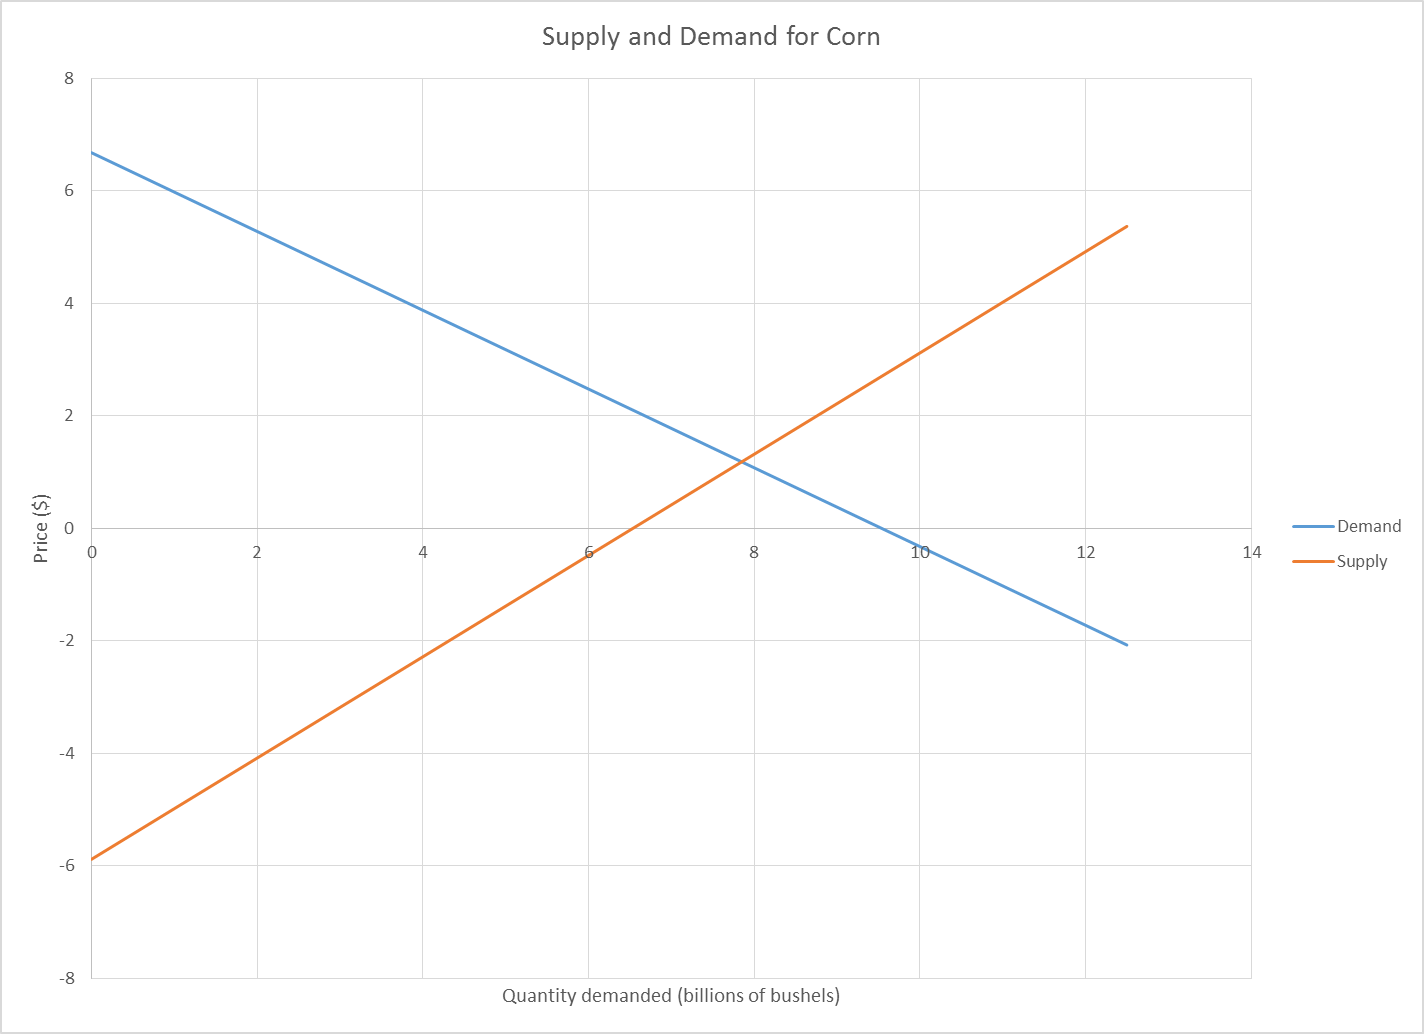 Supply and Demand for Corn
8
6
4
2
0
-2
-4
-6
-8
Price ($)
0 2 4 6 8 10 12 14
Quantity demanded (billions of bushels)
Demand
Supply